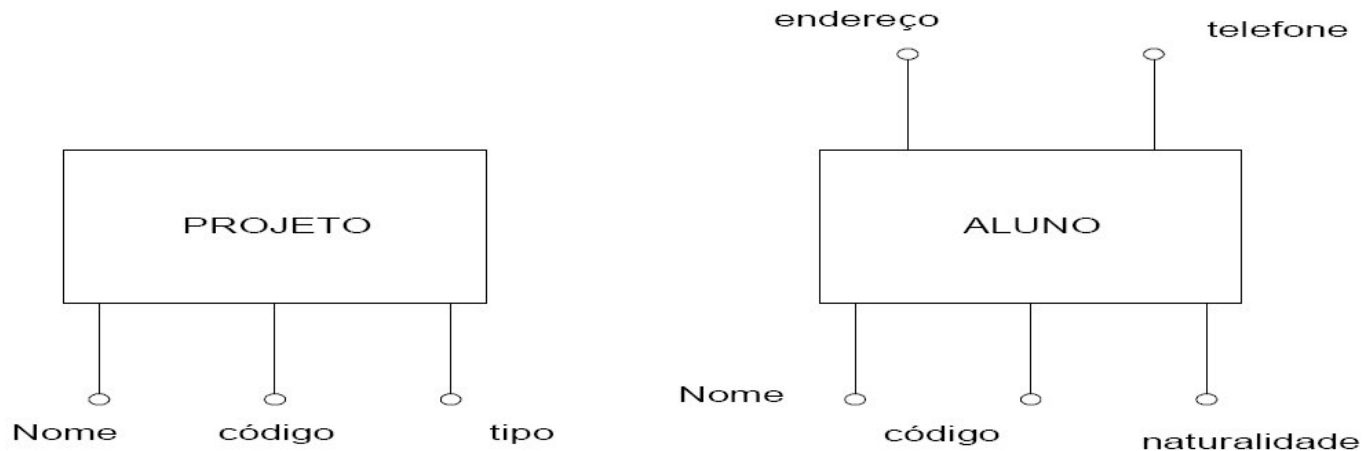 endereço
telefone
PROJETO
ALUNO
Nome
código
tipo
Nome
código
naturalidade